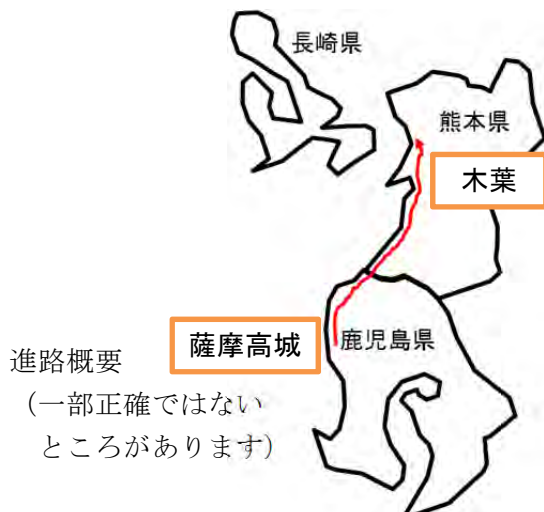 長崎県
熊本県
木葉
薩摩高城
鹿児島県
進路概要
（一部正確ではない
ところがあります）